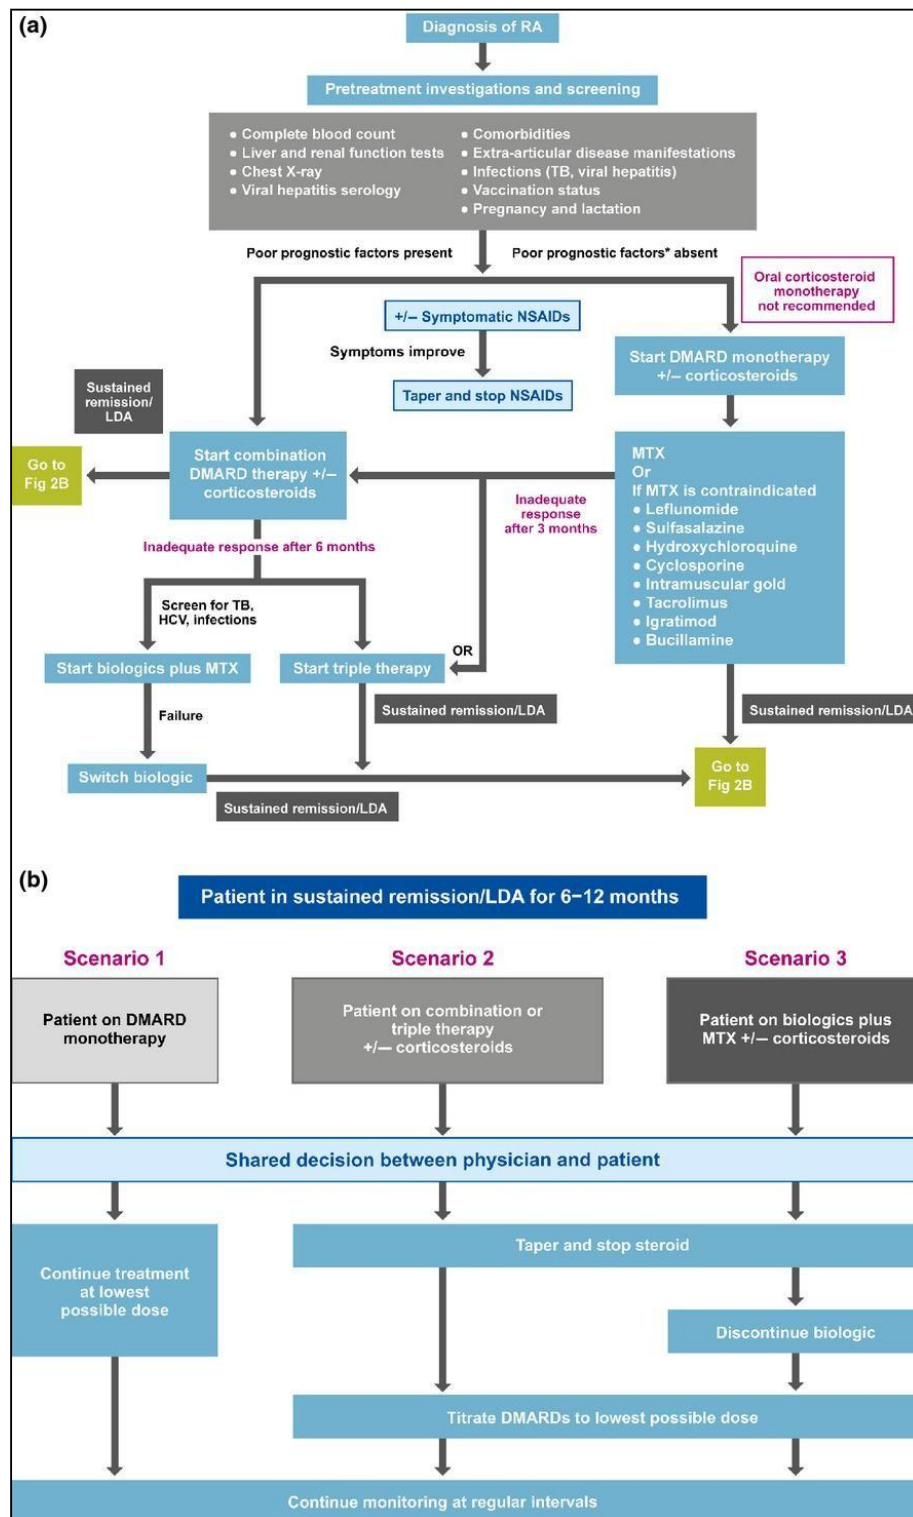 (a)
Diagnosis of RA
Pretreatment investigations and screening
● Complete blood count
● Liver and renal function tests
● Chest X-ray
● Viral hepatitis serology
● Comorbidities
● Extra-articular disease manifestations
● Infections (TB, viral hepatitis)
● Vaccination status
● Pregnancy and lactation
Poor prognostic factors present
Poor prognostic factors* absent
Oral corticosteroid
monotherapy
not recommended
+/– Symptomatic NSAIDs
Symptoms improve
Taper and stop NSAIDs
Start DMARD monotherapy
+/– corticosteroids
Sustained
remission/
LDA
Go to
Fig 2B
Start combination
DMARD therapy +/–
corticosteroids
Inadequate
response
after 3 months
MTX
Or
If MTX is contraindicated
● Leflunomide
● Sulfasalazine
● Hydroxychloroquine
● Cyclosporine
● Intramuscular gold
● Tacrolimus
● Igratimod
● Bucillamine
Inadequate response after 6 months
Screen for TB,
HCV, infections
OR
Start biologics plus MTX
Start triple therapy
Failure
Sustained remission/LDA
Sustained remission/LDA
Switch biologic
Sustained remission/LDA
Go to
Fig 2B
(b)
Patient in sustained remission/LDA for 6–12 months
Scenario 1
Scenario 2
Scenario 3
Patient on DMARD
monotherapy
Patient on combination or
triple therapy
+/– corticosteroids
Patient on biologics plus
MTX +/– corticosteroids
Shared decision between physician and patient
Continue treatment
at lowest
possible dose
Taper and stop steroid
Discontinue biologic
Titrate DMARDs to lowest possible dose
Continue monitoring at regular intervals